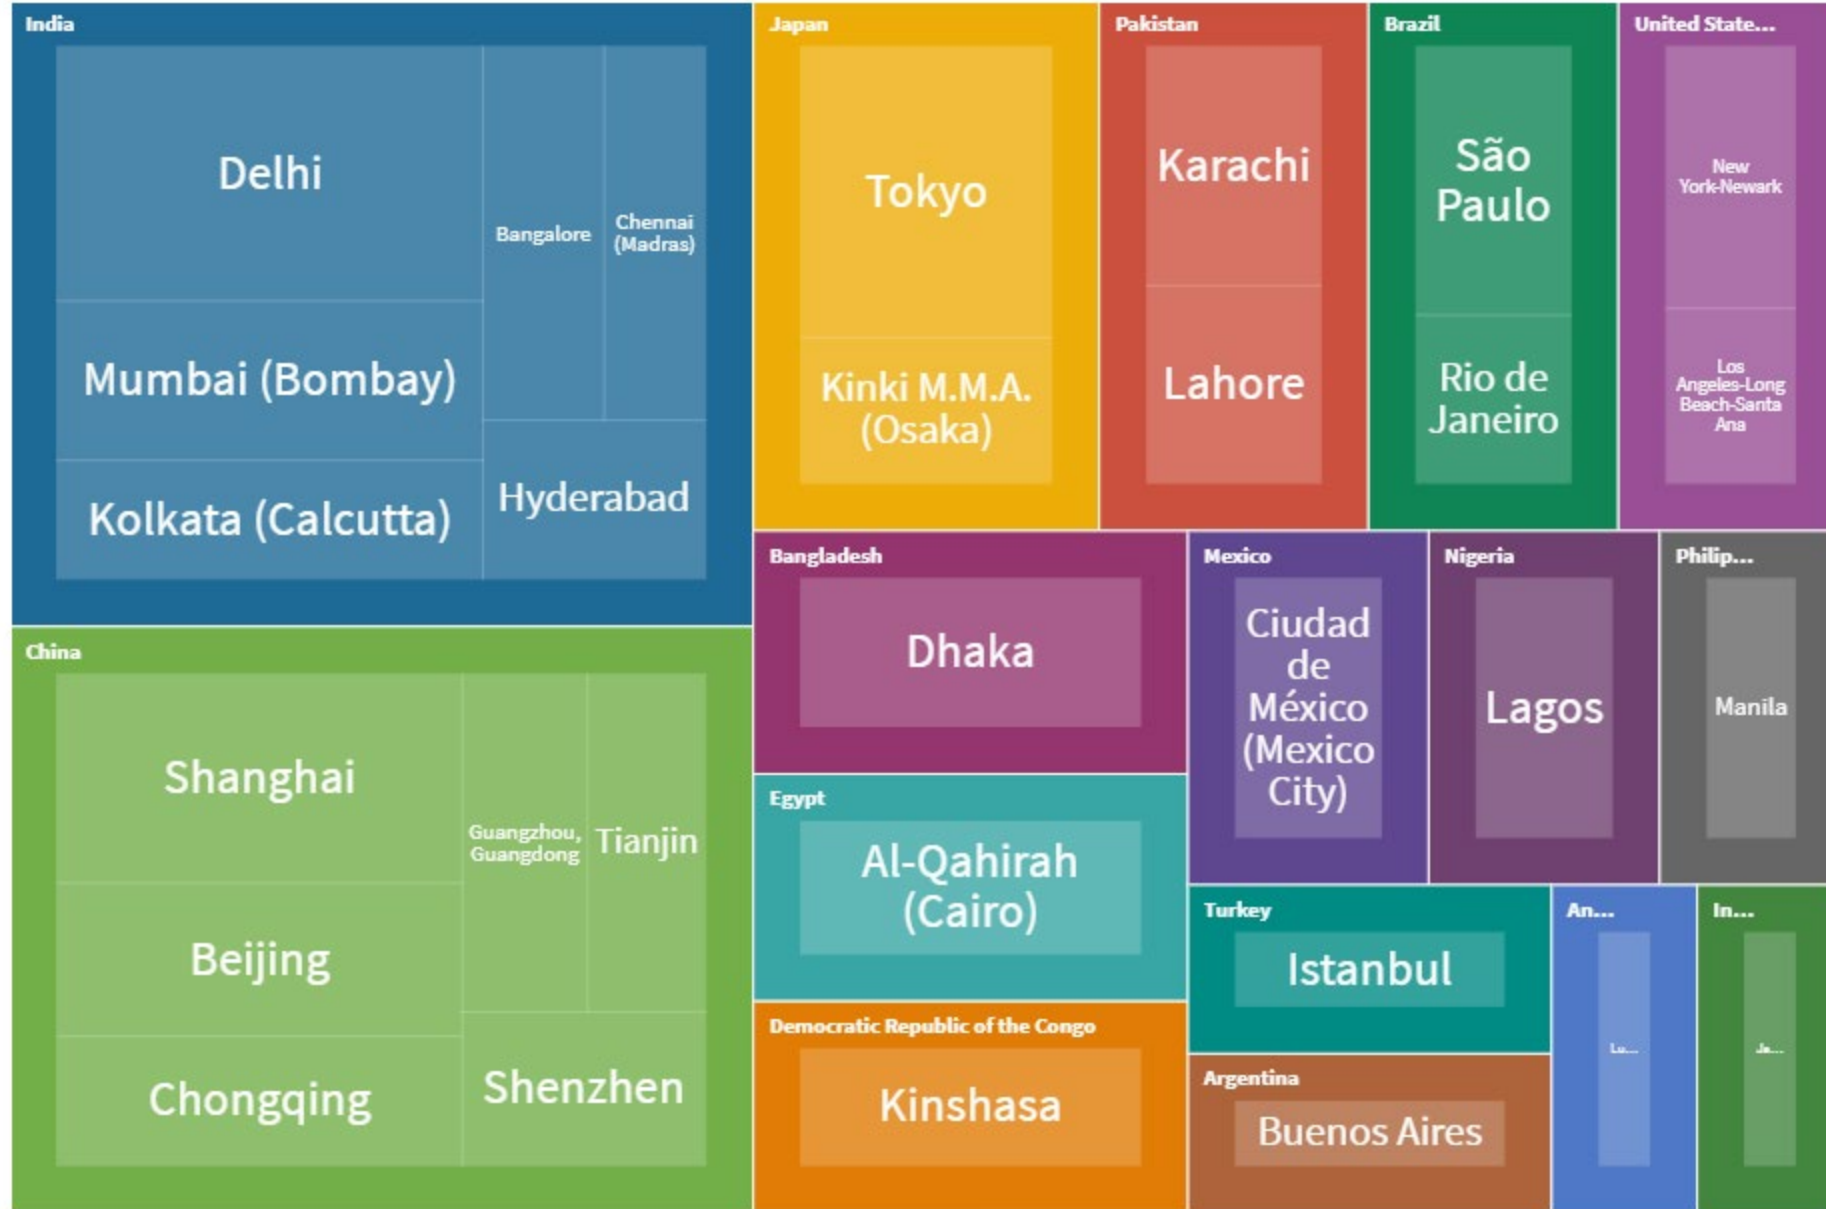 India
Delhi
Bangalore
Chennai
(Madras)
Mumbai (Bombay)
Kolkata (Calcutta)
Hyderabad
China
Shanghai
Guangzhou,
Guangdong
Tianjin
Beijing
Chongqing
Shenzhen
Japan
Tokyo
Kinki M.M.A.
(Osaka)
Pakistan
Karachi
Lahore
Brazil
São
Paulo
Rio de
Janeiro
United State...
New
York-Newark
Los
Angeles-Long
Beach-Santa
Ana
Bangladesh
Dhaka
Egypt
Al-Qahirah
(Cairo)
Democratic Republic of the Congo
Kinshasa
Mexico
Ciudad
de
México
(Mexico
City)
Nigeria
Lagos
Philip...
Manila
Turkey
Istanbul
Argentina
Buenos Aires
An...
Lu...
In...
Ja...